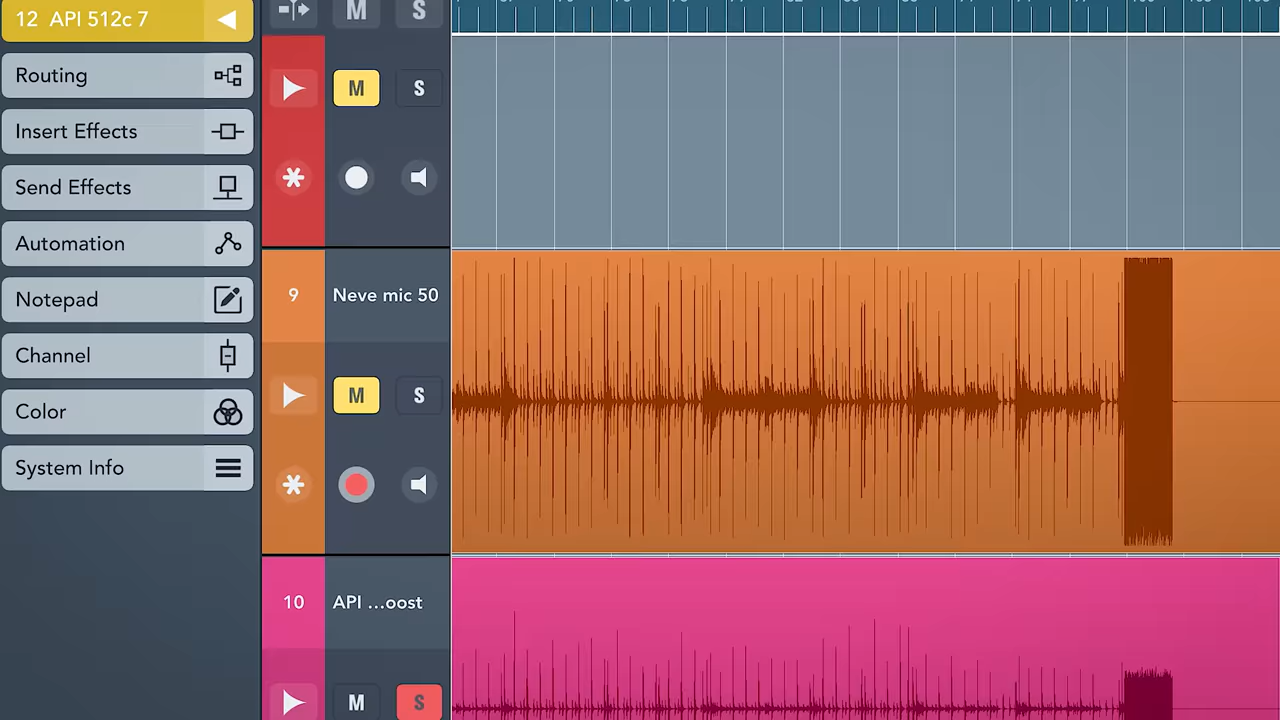 12 API 512c 7
M S
Routing
M S
Insert Effects
Send Effects
Automation
9 Neve mic 50
Notepad
Channel
M S
Color
System Info
10 API ...oost
M S